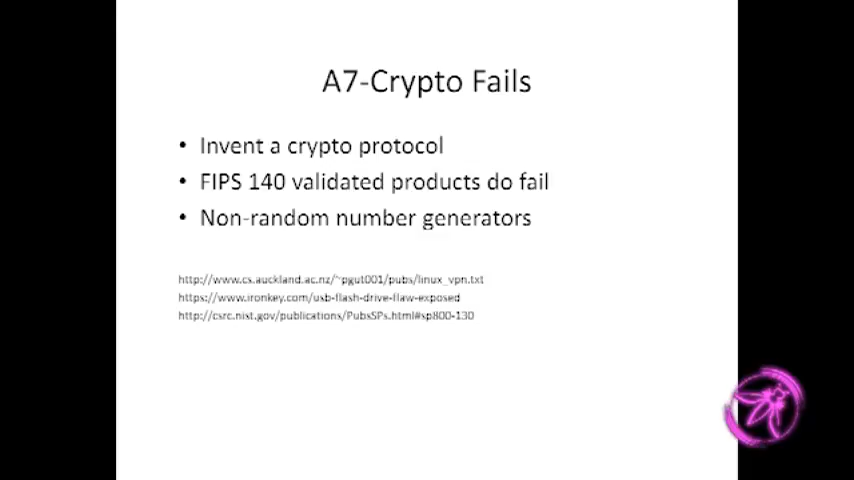 A7-Crypto Fails
• Invent a crypto protocol
• FIPS 140 validated products do fail
• Non-random number generators
http://www.cs.auckland.ac.nz/~pgut001/pubs/linux_vpn.txt
https://www.ironkey.com/usb-flash-drive-flaw-exposed
http://csrc.nist.gov/publications/PubsSPs.html#sp800-130